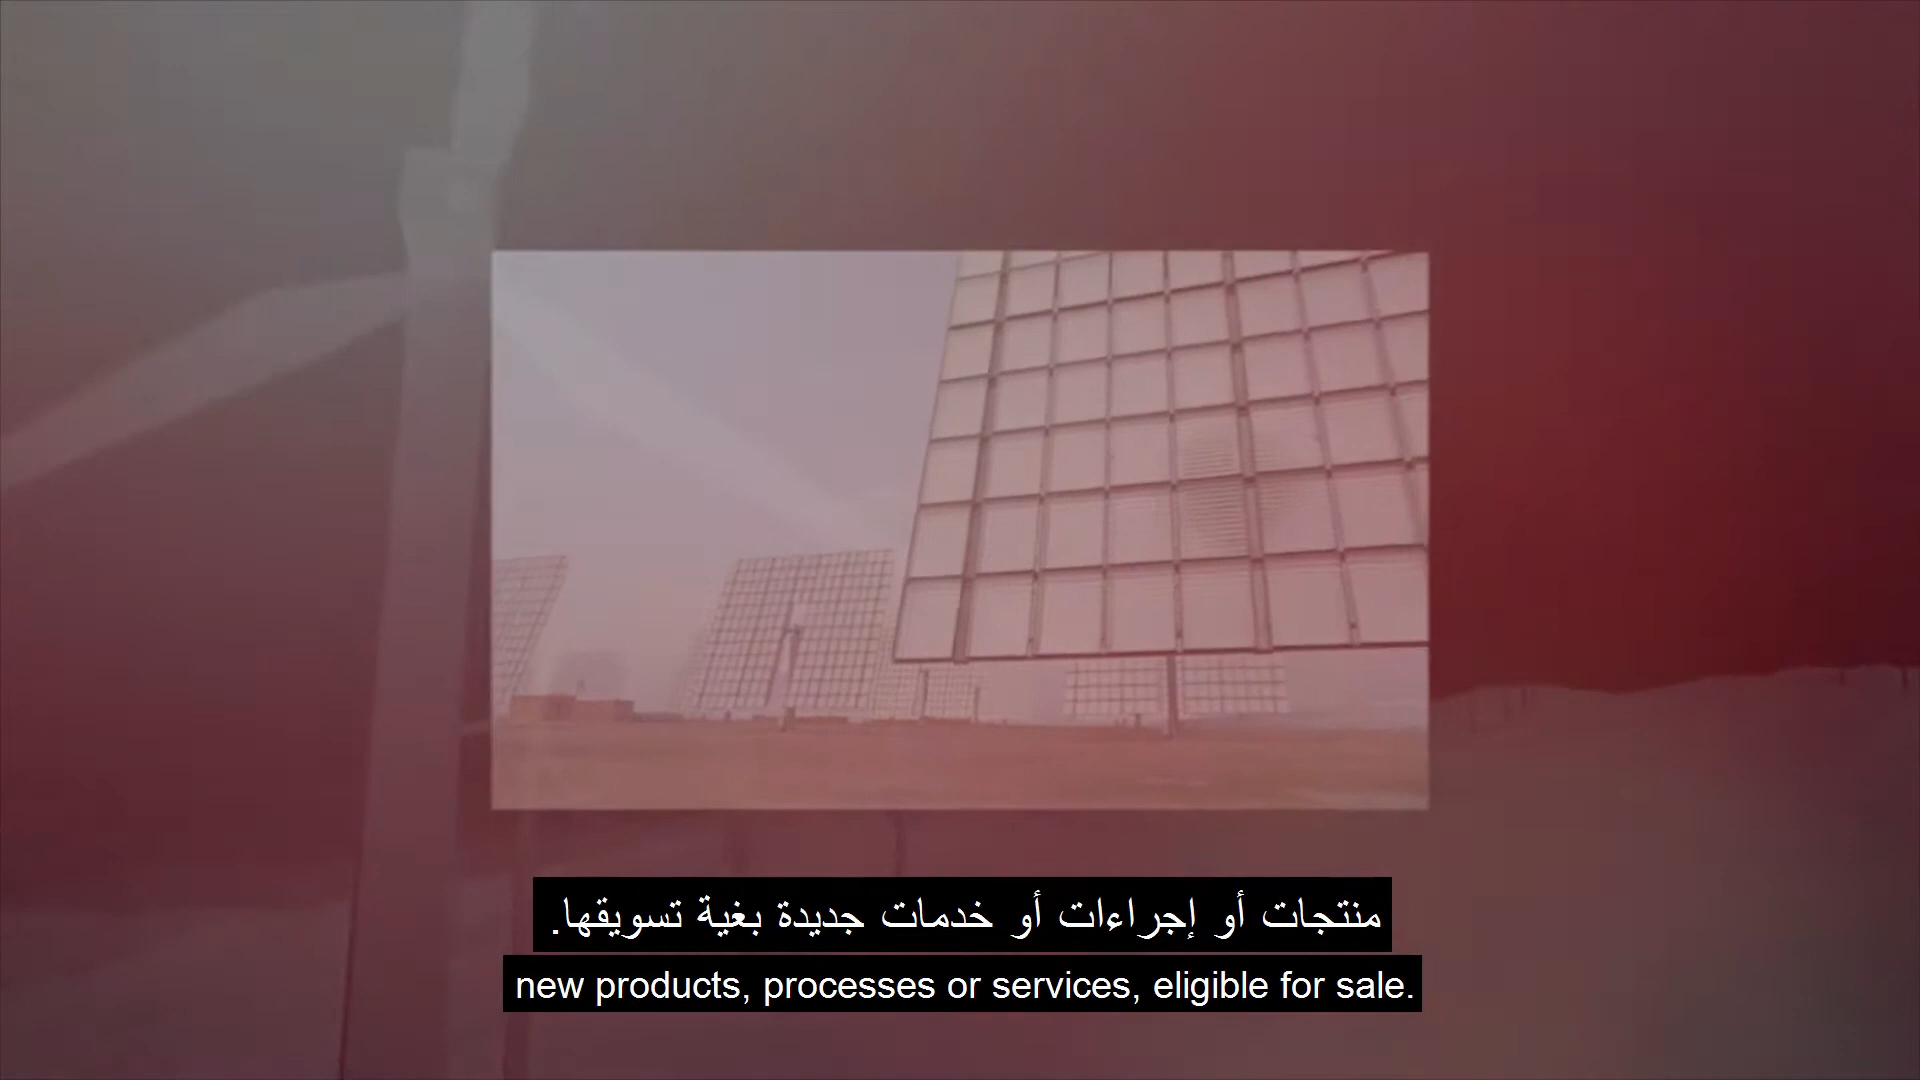 منتجات أو إجراءات أو خدمات جديدة بغية تسويقها.
new products, processes or services, eligible for sale.